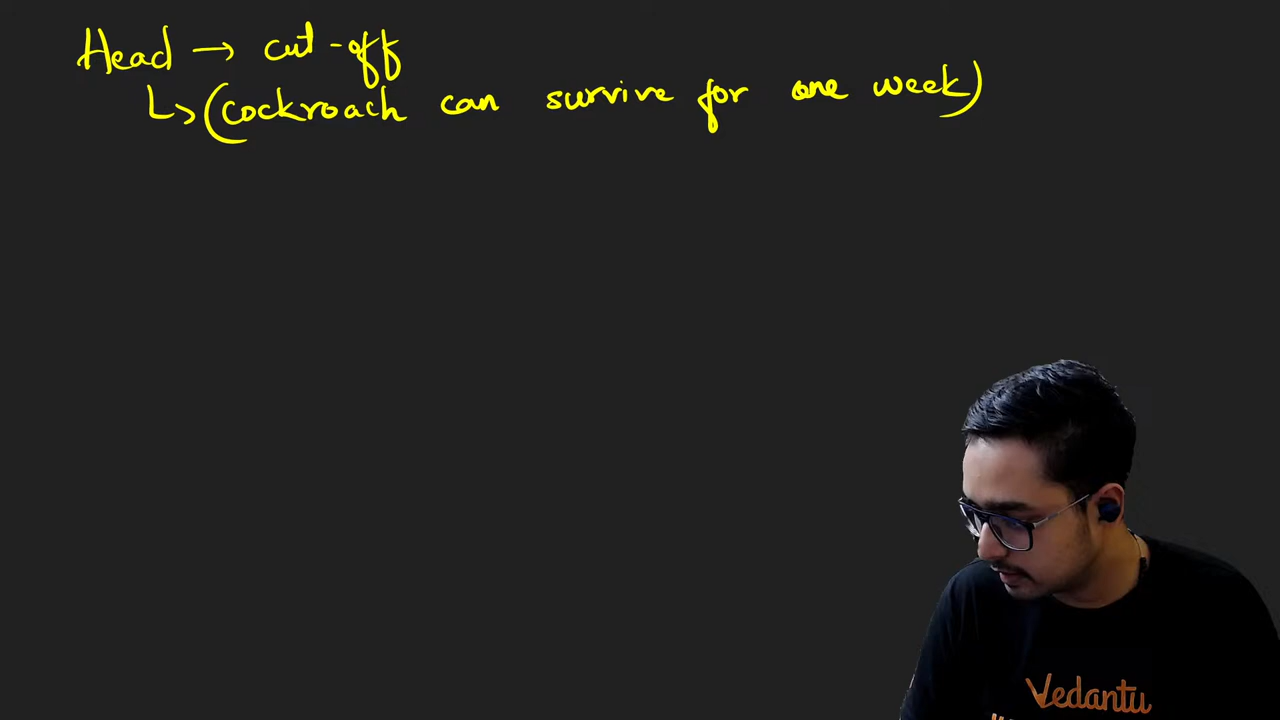 Head → cut-off
↳ (cockroach can survive for one week)
Vedantu